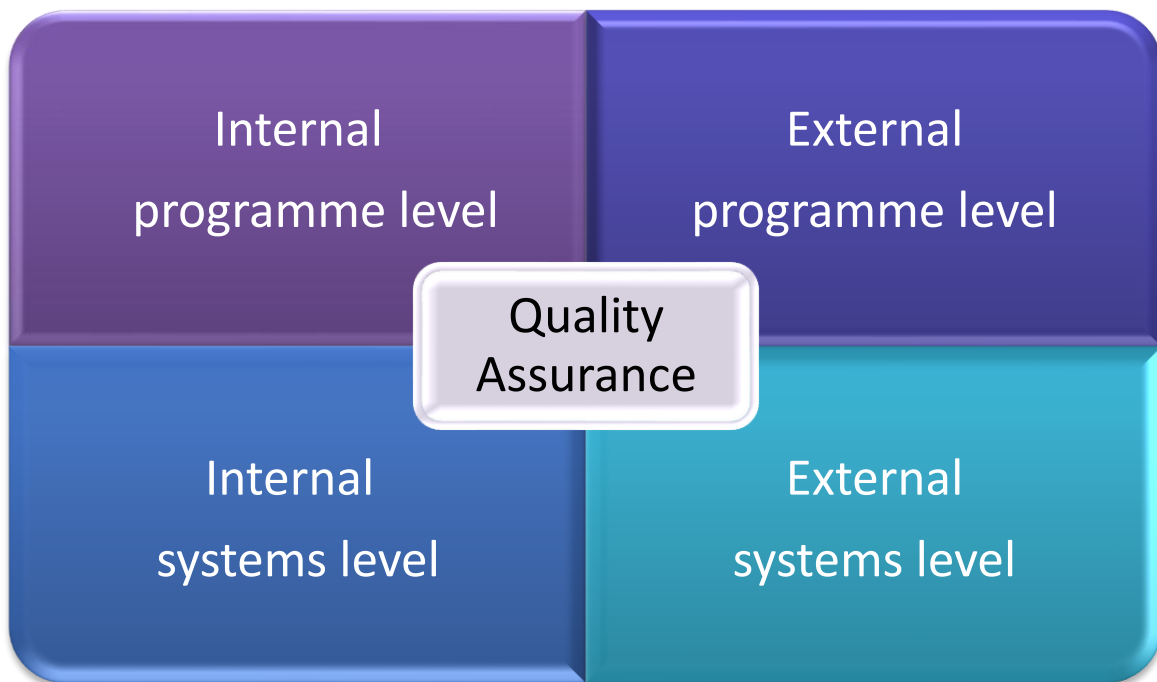 Internal
programme level
External
programme level
Quality
Assurance
Internal
systems level
External
systems level